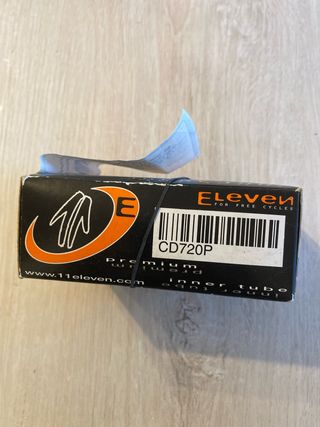 E
Eleven
FOR FREE CYCLES
CD720P
premium
www.11eleven.com inner tube